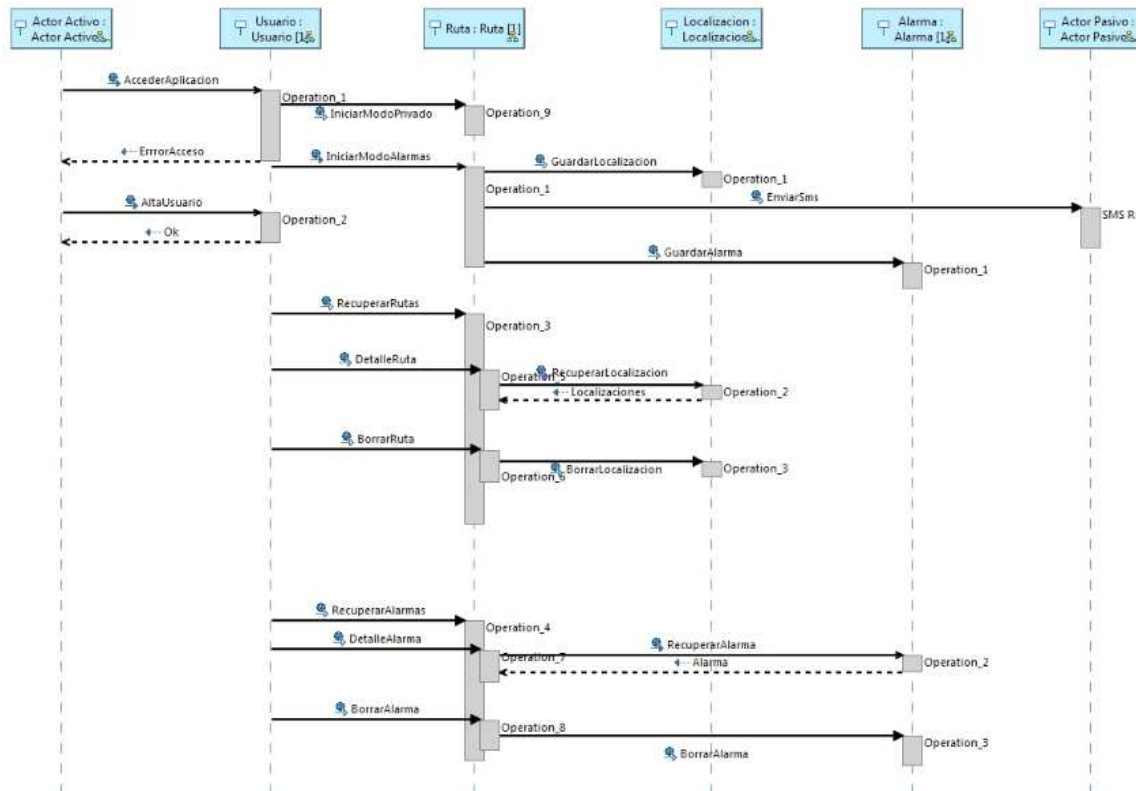 Actor Activo :
Actor Activo
Usuario :
Usuario [1]
Ruta : Ruta [1]
Localizacion :
Localizacion
Alarma :
Alarma [1]
Actor Pasivo :
Actor Pasivo
AccederAplicacion
Operation_1
IniciarModoPrivado
Operation_9
ErrrorAcceso
IniciarModoAlarmas
GuardarLocalizacion
Operation_1
Operation_1
EnviarSms
AltaUsuario
Operation_2
SMS R
Ok
GuardarAlarma
Operation_1
RecuperarRutas
Operation_3
DetalleRuta
Operation_5
RecuperarLocalizacion
Localizaciones
Operation_2
BorrarRuta
BorrarLocalizacion
Operation_3
Operation_6
RecuperarAlarmas
Operation_4
DetalleAlarma
RecuperarAlarma
Operation_7
Alarma
Operation_2
BorrarAlarma
Operation_8
Operation_3
BorrarAlarma